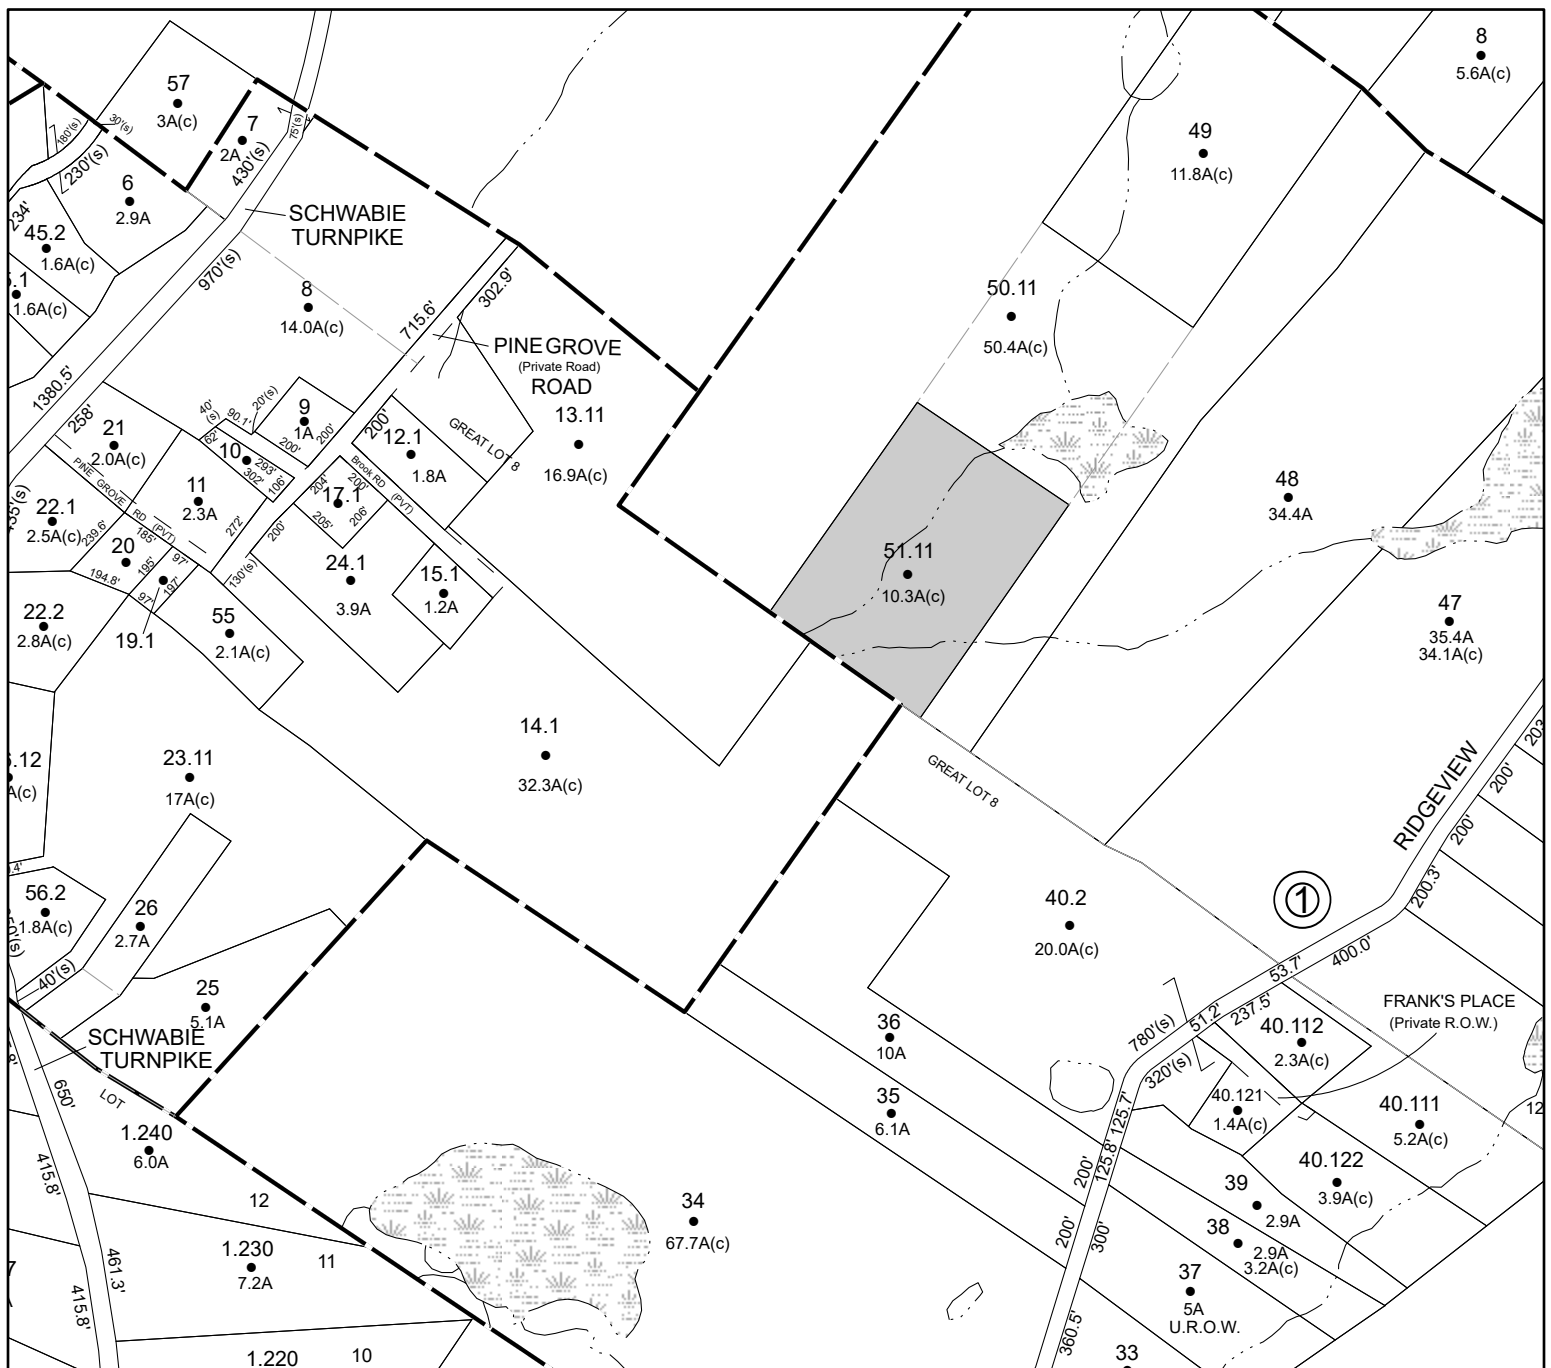 57
3A(c)
7
2A
430'(s)
75'(s)
30'(s)
180'(s)
230'(s)
6
2.9A
234'
45.2
1.6A(c)
5.1
1.6A(c)
SCHWABIE
TURNPIKE
970'(s)
8
14.0A(c)
715.6'
302.9'
PINE GROVE
(Private Road)
ROAD
13.11
16.9A(c)
GREAT LOT 8
1380.5'
258'
21
2.0A(c)
40'
(s)
90.1'
20'(s)
9
1A
200'
200'
200'
12.1
1.8A
62'
10
293'
302'
106'
11
2.3A
272'
PINE GROVE RD (PVT)
Brook RD (PVT)
204'
200'
17.1
205'
206'
200'
130'(s)
24.1
3.9A
15.1
1.2A
435'(s)
22.1
2.5A(c)
239.6'
20
194.8'
185'
195'
97'
197'
97'
19.1
55
2.1A(c)
22.2
2.8A(c)
14.1
32.3A(c)
23.11
17A(c)
.12
A(c)
56.2
1.8A(c)
26
2.7A
40'(s)
25
5.1A
SCHWABIE
TURNPIKE
650'
LOT
1.240
6.0A
415.8'
12
1.230
7.2A
11
461.3'
415.8'
1.220
10
8
5.6A(c)
49
11.8A(c)
50.11
50.4A(c)
51.11
10.3A(c)
48
34.4A
47
35.4A
34.1A(c)
GREAT LOT 8
RIDGEVIEW
203
200'
200'
200.3'
1
400.0'
53.7'
40.2
20.0A(c)
FRANK'S PLACE
(Private R.O.W.)
237.5'
51.2'
780'(s)
320'(s)
40.112
2.3A(c)
40.121
1.4A(c)
40.111
5.2A(c)
12
40.122
3.9A(c)
36
10A
35
6.1A
125.7'
125.8'
200'
200'
300'
360.5'
39
2.9A
38
2.9A
3.2A(c)
37
5A
U.R.O.W.
33
34
67.7A(c)